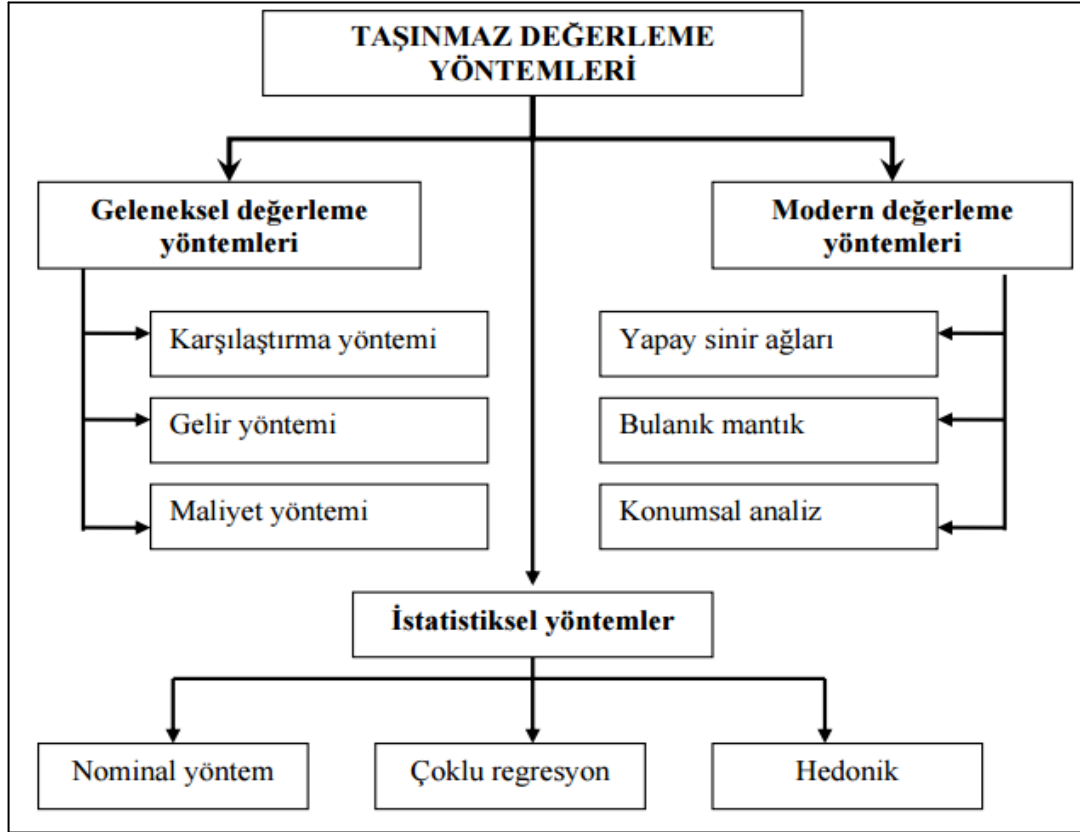 TAŞINMAZ DEĞERLEME
YÖNTEMLERİ
Geleneksel değerleme
yöntemleri
Modern değerleme
yöntemleri
Karşılaştırma yöntemi
Gelir yöntemi
Maliyet yöntemi
Yapay sinir ağları
Bulanık mantık
Konumsal analiz
İstatistiksel yöntemler
Nominal yöntem
Çoklu regresyon
Hedonik